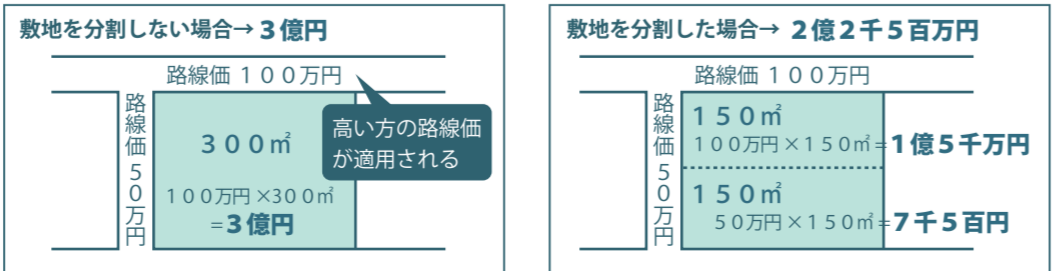 敷地を分割しない場合→３億円
路線価１００万円
路線価５０万円
高い方の路線価
が適用される
３００㎡
１００万円×３００㎡
＝３億円
敷地を分割した場合→ ２億２千５百万円
路線価１００万円
路線価５０万円
１５０㎡
１００万円×１５０㎡＝１億５千万円
１５０㎡
５０万円×１５０㎡＝７千５百円